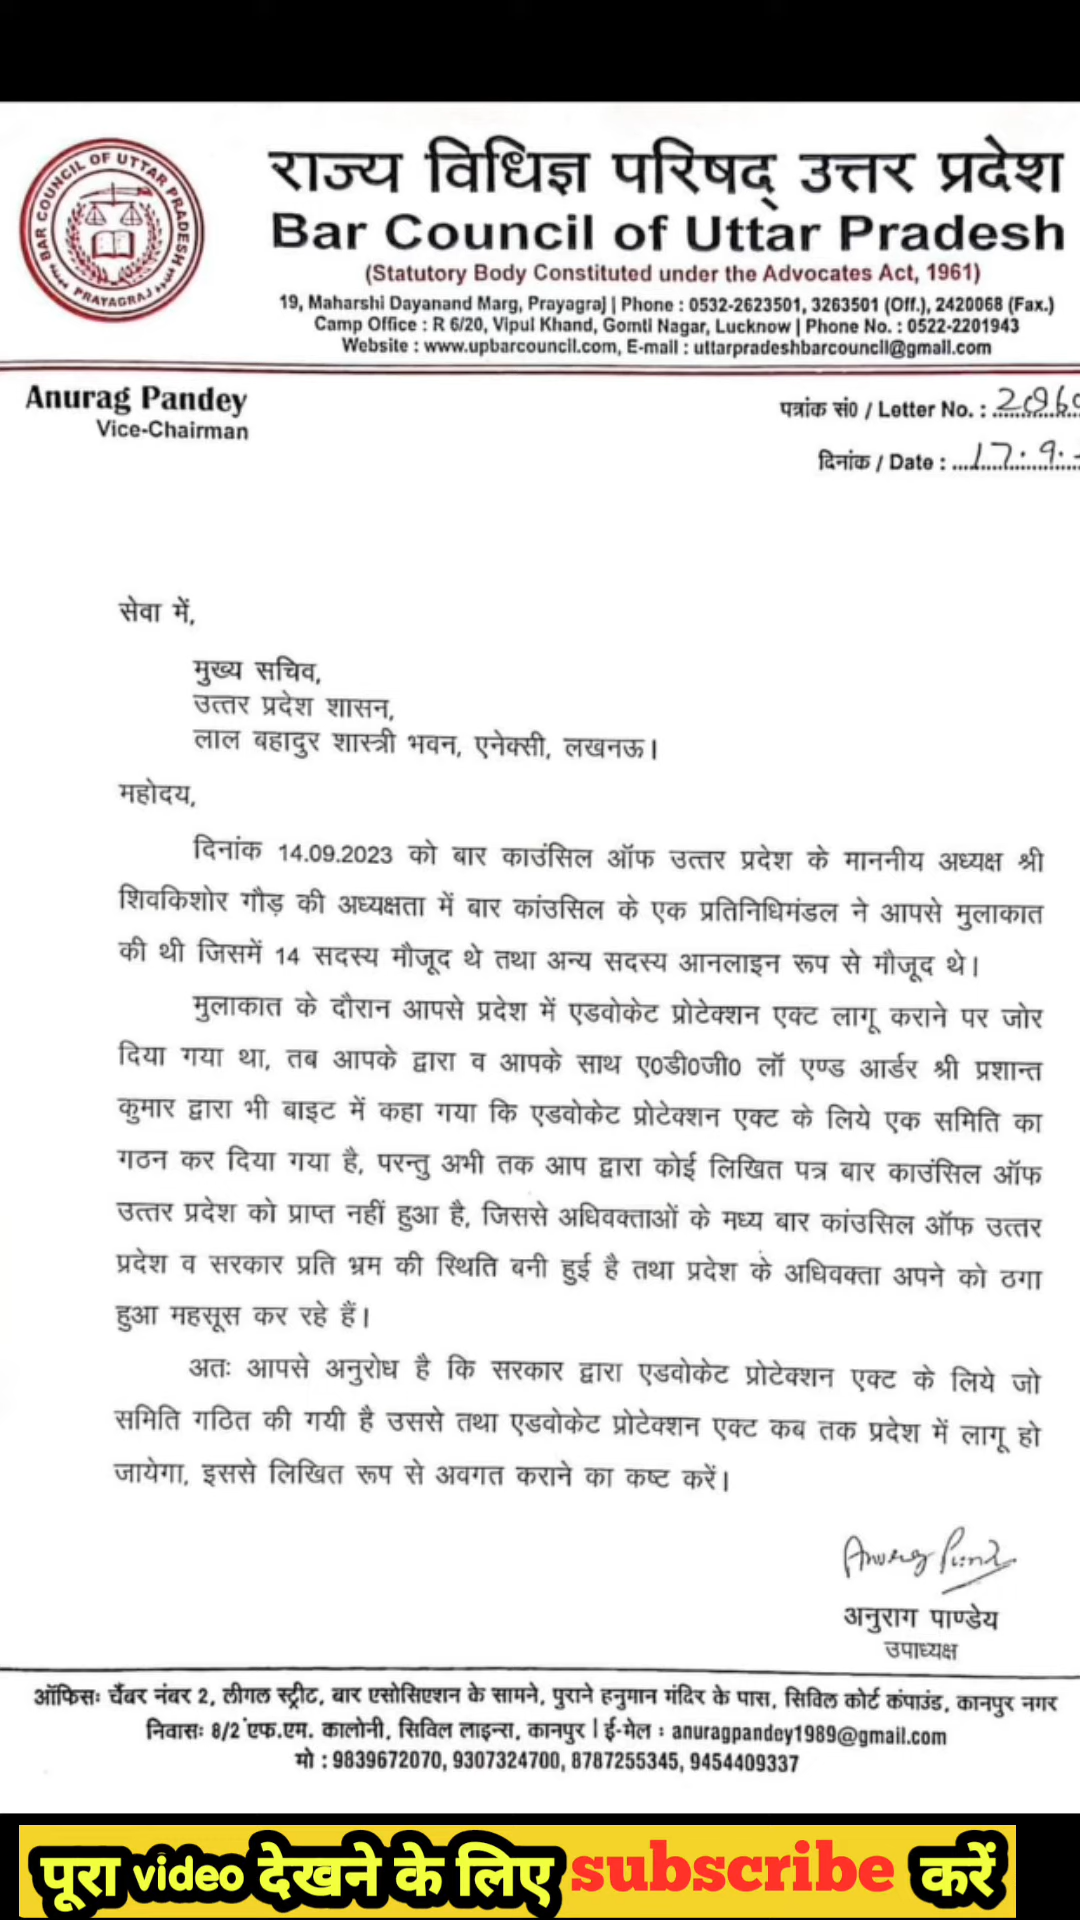 BAR COUNCIL OF UTTAR PRADESH
PRAYAGRAJ
राज्य विधिज्ञ परिषद् उत्तर प्रदेश
Bar Council of Uttar Pradesh
(Statutory Body Constituted under the Advocates Act, 1961)
19, Maharshi Dayanand Marg, Prayagraj | Phone : 0532-2623501, 3263501 (Off.), 2420068 (Fax.)
Camp Office : R 6/20, Vipul Khand, Gomti Nagar, Lucknow | Phone No. : 0522-2201943
Website : www.upbarcouncil.com, E-mail : uttarpradeshbarcouncil@gmail.com
Anurag Pandey
Vice-Chairman
पत्रांक सं0 / Letter No. :
दिनांक / Date : 17.9.
सेवा में,
मुख्य सचिव,
उत्तर प्रदेश शासन,
लाल बहादुर शास्त्री भवन, एनेक्सी, लखनऊ।
महोदय,
दिनांक 14.09.2023 को बार काउंसिल ऑफ उत्तर प्रदेश के माननीय अध्यक्ष श्री
शिवकिशोर गौड़ की अध्यक्षता में बार कांउसिल के एक प्रतिनिधिमंडल ने आपसे मुलाकात
की थी जिसमें 14 सदस्य मौजूद थे तथा अन्य सदस्य आनलाइन रूप से मौजूद थे।
मुलाकात के दौरान आपसे प्रदेश में एडवोकेट प्रोटेक्शन एक्ट लागू कराने पर जोर
दिया गया था, तब आपके द्वारा व आपके साथ ए0डी0जी0 लॉ एण्ड आर्डर श्री प्रशान्त
कुमार द्वारा भी बाइट में कहा गया कि एडवोकेट प्रोटेक्शन एक्ट के लिये एक समिति का
गठन कर दिया गया है, परन्तु अभी तक आप द्वारा कोई लिखित पत्र बार काउंसिल ऑफ
उत्तर प्रदेश को प्राप्त नहीं हुआ है, जिससे अधिवक्ताओं के मध्य बार कांउसिल ऑफ उत्तर
प्रदेश व सरकार प्रति भ्रम की स्थिति बनी हुई है तथा प्रदेश के अधिवक्ता अपने को ठगा
हुआ महसूस कर रहे हैं।
अतः आपसे अनुरोध है कि सरकार द्वारा एडवोकेट प्रोटेक्शन एक्ट के लिये जो
समिति गठित की गयी है उससे तथा एडवोकेट प्रोटेक्शन एक्ट कब तक प्रदेश में लागू हो
जायेगा, इससे लिखित रूप से अवगत कराने का कष्ट करें।
अनुराग पाण्डेय
उपाध्यक्ष
ऑफिसः चैंबर नंबर 2, लीगल स्ट्रीट, बार एसोसिएशन के सामने, पुराने हनुमान मंदिर के पास, सिविल कोर्ट कंपाउंड, कानपुर नगर
निवासः 8/2 एफ.एम. कालोनी, सिविल लाइन्स, कानपुर | ई-मेल : anuragpandey1989@gmail.com
मो : 9839672070, 9307324700, 8787255345, 9454409337
पूरा video देखने के लिए subscribe करें